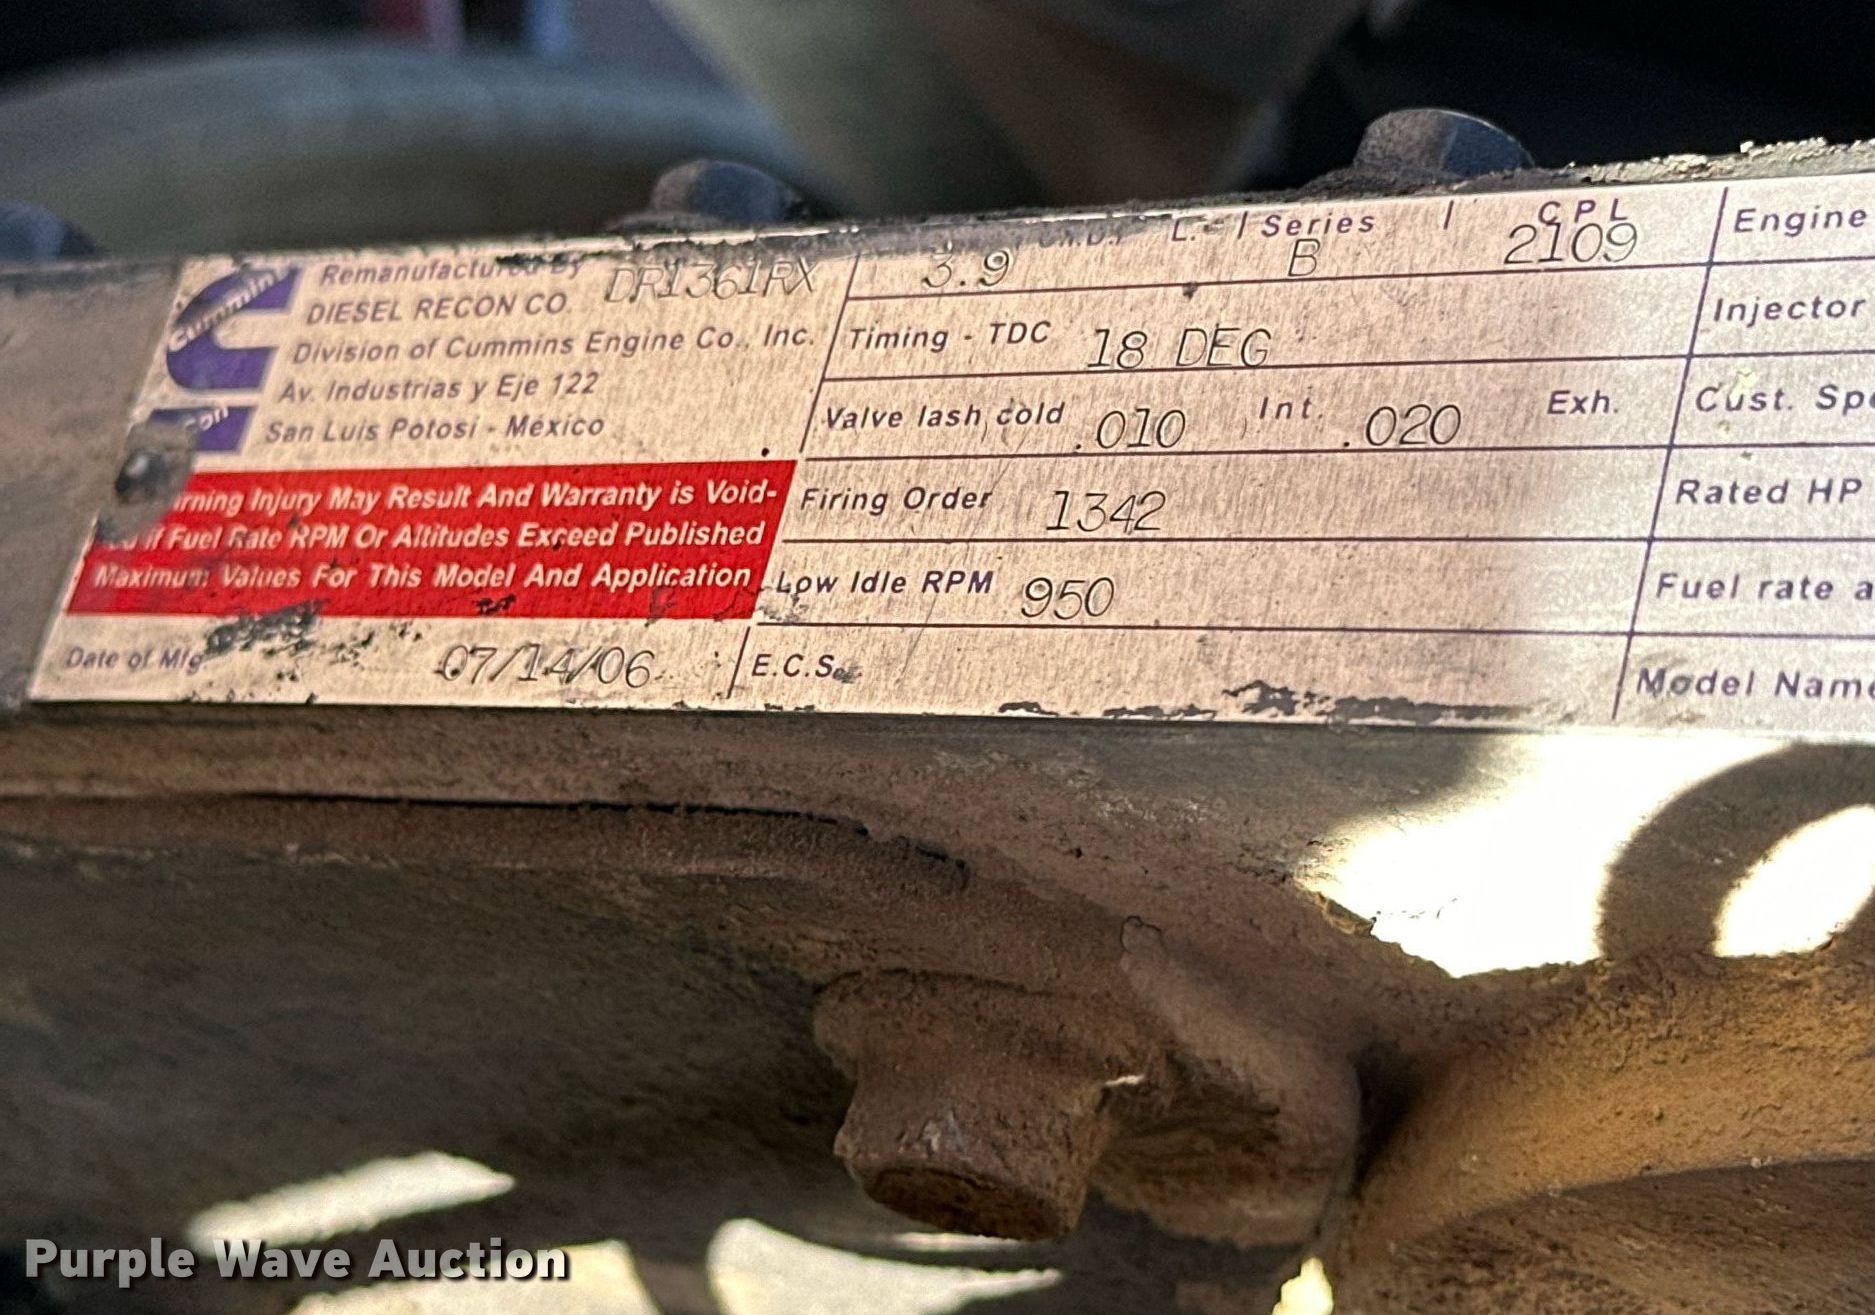 Cummins
Remanufactured By DR1361RX
DIESEL RECON CO.
Division of Cummins Engine Co., Inc.
Av. Industrias y Eje 122
San Luis Potosi - México
rning Injury May Result And Warranty is Void-
If Fuel Rate RPM Or Altitudes Exceed Published
Maximum Values For This Model And Application
Date of Mfg 07/14/06
3.9 L. Series B CPL 2109
Timing - TDC 18 DEG
Valve lash cold .010 Int. .020 Exh.
Firing Order 1342
Low Idle RPM 950
E.C.S.
Engine
Injector
Cust. Spe
Rated HP
Fuel rate a
Model Name
Purple Wave Auction